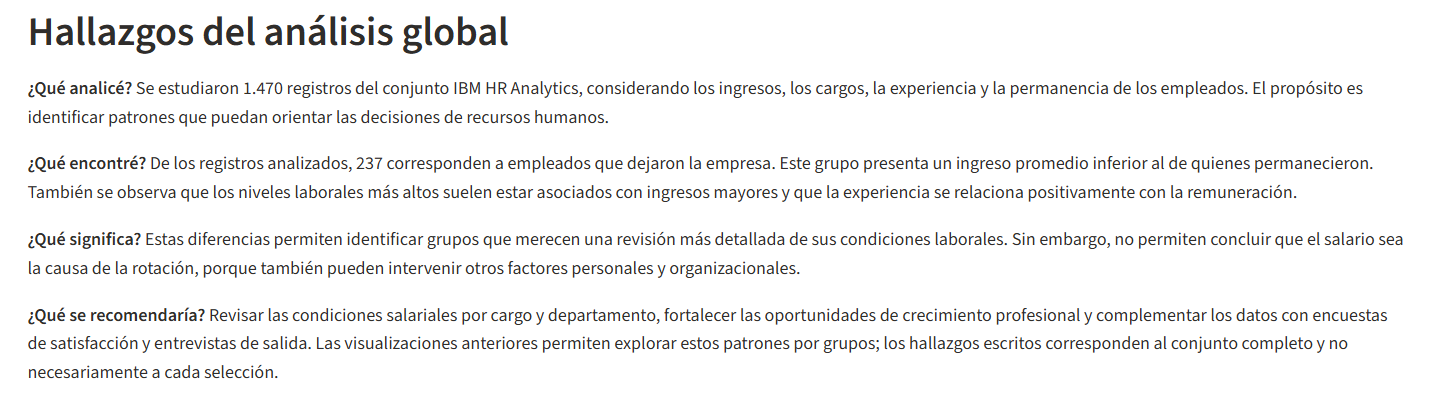 Hallazgos del análisis global
¿Qué analicé? Se estudiaron 1.470 registros del conjunto IBM HR Analytics, considerando los ingresos, los cargos, la experiencia y la permanencia de los empleados. El propósito es
identificar patrones que puedan orientar las decisiones de recursos humanos.
¿Qué encontré? De los registros analizados, 237 corresponden a empleados que dejaron la empresa. Este grupo presenta un ingreso promedio inferior al de quienes permanecieron.
También se observa que los niveles laborales más altos suelen estar asociados con ingresos mayores y que la experiencia se relaciona positivamente con la remuneración.
¿Qué significa? Estas diferencias permiten identificar grupos que merecen una revisión más detallada de sus condiciones laborales. Sin embargo, no permiten concluir que el salario sea
la causa de la rotación, porque también pueden intervenir otros factores personales y organizacionales.
¿Qué se recomendaría? Revisar las condiciones salariales por cargo y departamento, fortalecer las oportunidades de crecimiento profesional y complementar los datos con encuestas
de satisfacción y entrevistas de salida. Las visualizaciones anteriores permiten explorar estos patrones por grupos; los hallazgos escritos corresponden al conjunto completo y no
necesariamente a cada selección.